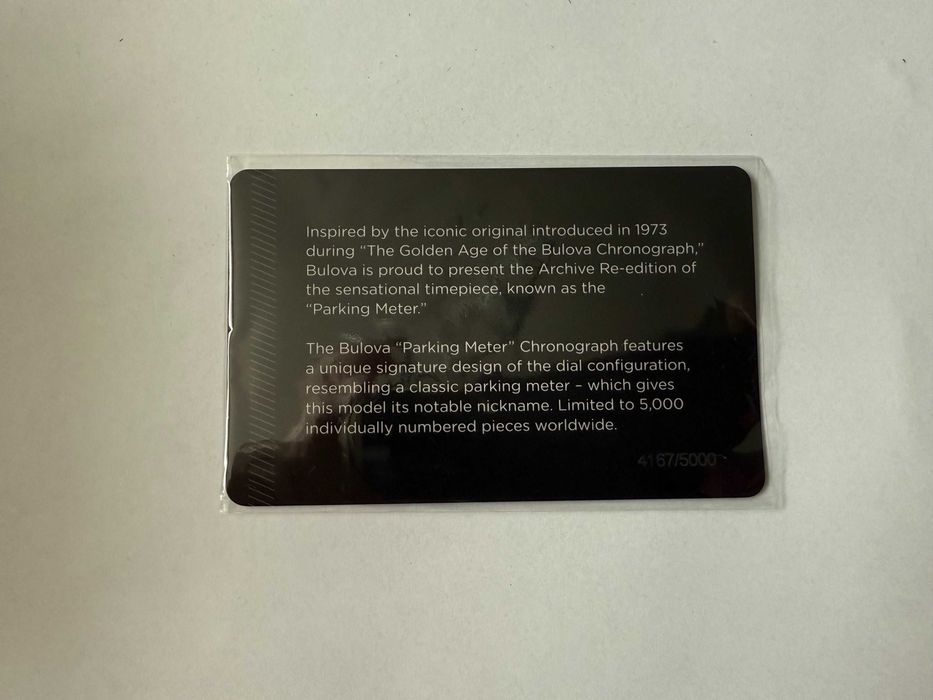 Inspired by the iconic original introduced in 1973
during “The Golden Age of the Bulova Chronograph,”
Bulova is proud to present the Archive Re-edition of
the sensational timepiece, known as the
“Parking Meter.”
The Bulova “Parking Meter” Chronograph features
a unique signature design of the dial configuration,
resembling a classic parking meter – which gives
this model its notable nickname. Limited to 5,000
individually numbered pieces worldwide.
4167/5000